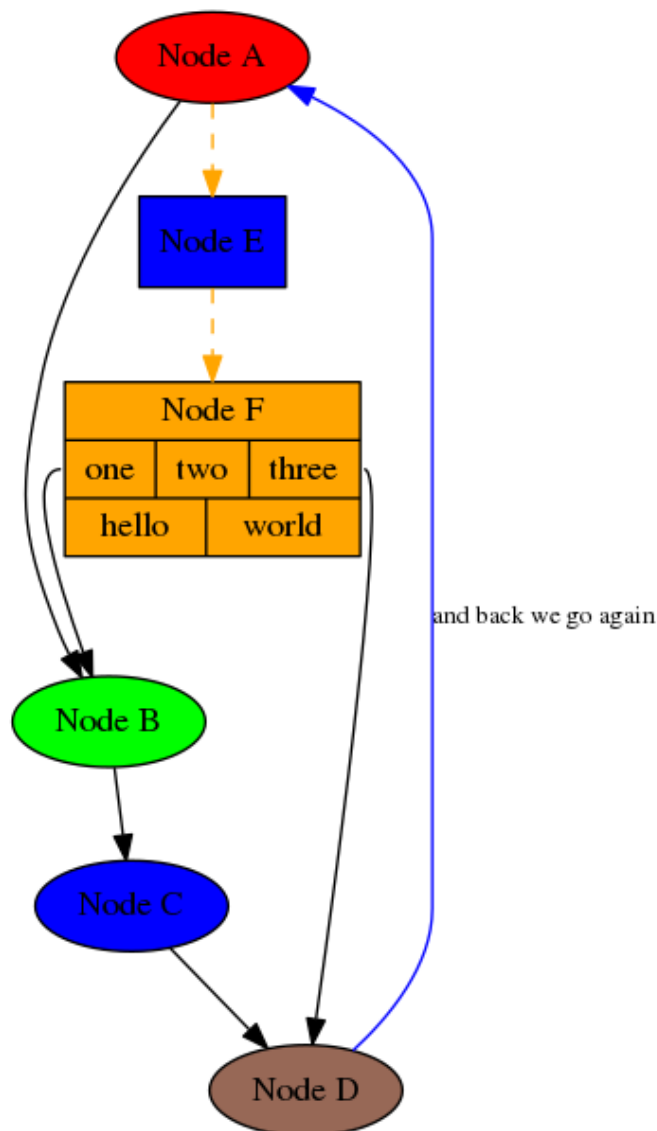 Node A
Node E
Node F
one two three
hello world
and back we go again
Node B
Node C
Node D